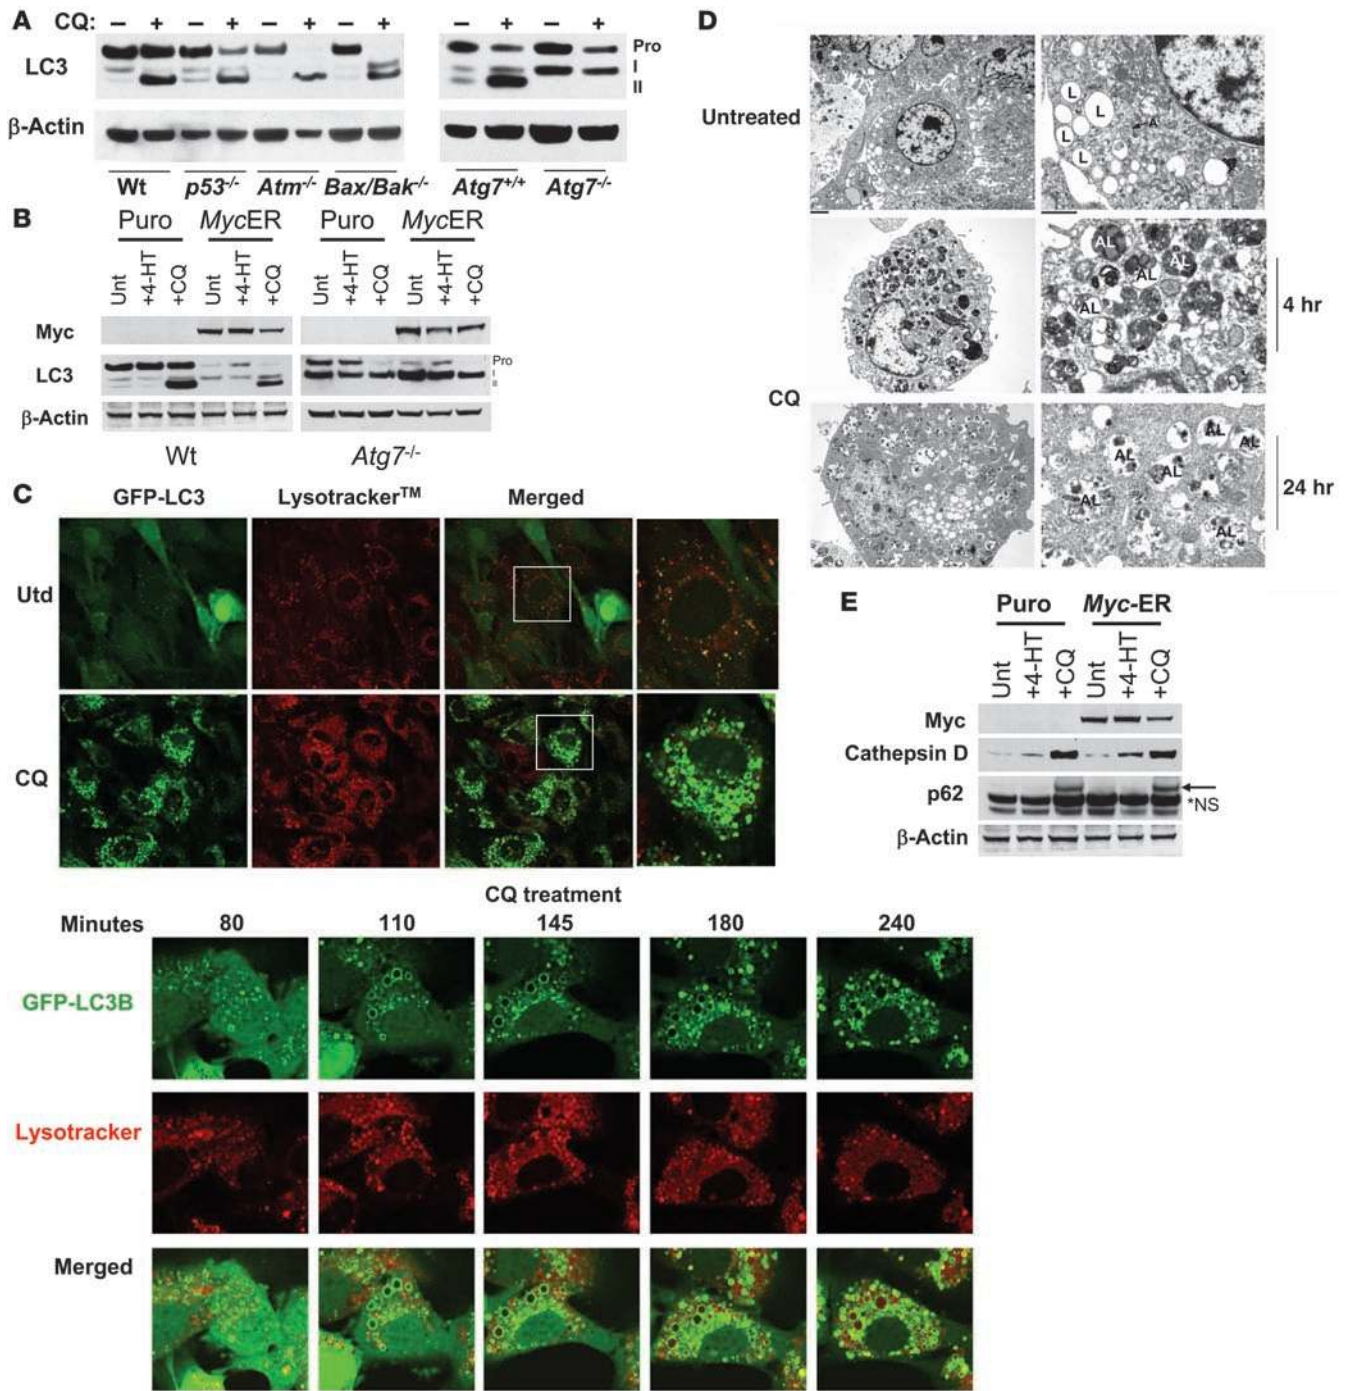 A
CQ: – + – + – + – + – + – +
LC3
Pro
I
II
β-Actin
Wt p53-/- Atm-/- Bax/Bak-/- Atg7+/+ Atg7-/-
B
Puro MycER Puro MycER
Unt +4-HT +CQ Unt +4-HT +CQ Unt +4-HT +CQ Unt +4-HT +CQ
Myc
LC3
Pro
I
II
β-Actin
Wt Atg7-/-
C
GFP-LC3 Lysotracker™ Merged
Utd
CQ
CQ treatment
Minutes 80 110 145 180 240
GFP-LC3B
Lysotracker
Merged
D
Untreated
L L L L L A
CQ
AL AL AL AL
4 hr
AL AL AL AL AL AL
24 hr
E
Puro Myc-ER
Unt +4-HT +CQ Unt +4-HT +CQ
Myc
Cathepsin D
p62
*NS
β-Actin